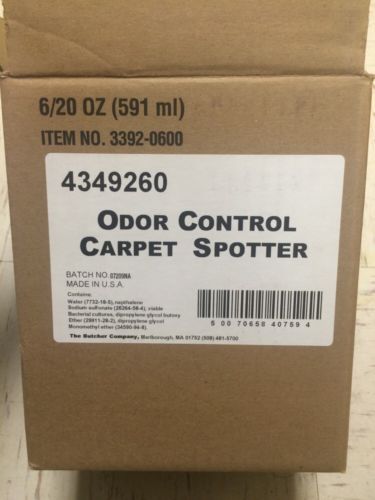 6/20 OZ (591 ml)
ITEM NO. 3392-0600
4349260
ODOR CONTROL
CARPET SPOTTER
BATCH NO. 07209NA
MADE IN U.S.A.
Contains:
Water (7732-18-5), napthalene
Sodium sulfonate (26264-58-4), viable
Bacterial cultures, dipropylene glycol butoxy
Ether (29911-28-2), dipropylene glycol
Monomethyl ether (34590-94-8).
5 00 70658 40759 4
The Butcher Company, Marlborough, MA 01752 (508) 481-5700